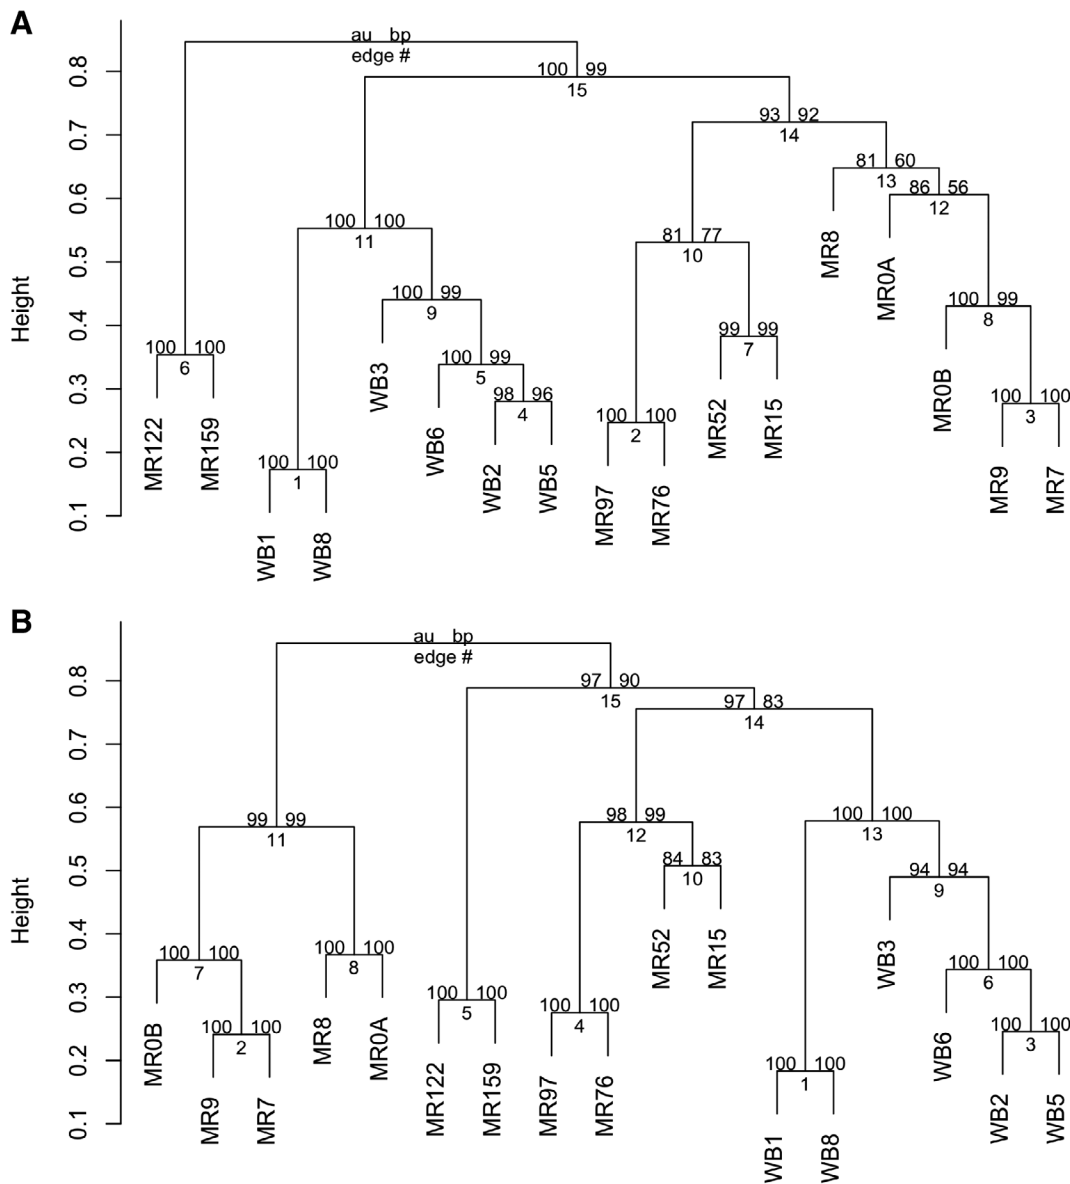 A
au bp
edge #
100 99
15
93 92
14
81 60
13
86 56
12
100 100
11
81 77
10
100 99
9
100 99
8
99 99
7
100 100
6
100 99
5
98 96
4
100 100
3
100 100
2
100 100
1
Height
0.8
0.7
0.6
0.5
0.4
0.3
0.2
0.1
MR122
MR159
WB1
WB8
WB3
WB6
WB2
WB5
MR97
MR76
MR52
MR15
MR8
MR0A
MR0B
MR9
MR7
B
au bp
edge #
97 90
15
97 83
14
100 100
13
98 99
12
99 99
11
84 83
10
94 94
9
100 100
8
100 100
7
100 100
6
100 100
5
100 100
4
100 100
3
100 100
2
100 100
1
Height
0.8
0.7
0.6
0.5
0.4
0.3
0.2
0.1
MR0B
MR9
MR7
MR8
MR0A
MR122
MR159
MR97
MR76
MR52
MR15
WB1
WB8
WB3
WB6
WB2
WB5